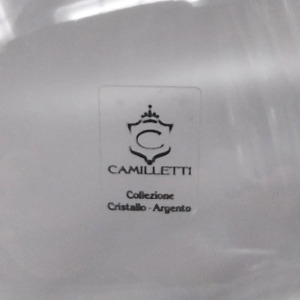 C
CAMILLETTI
Collezione
Cristallo - Argento